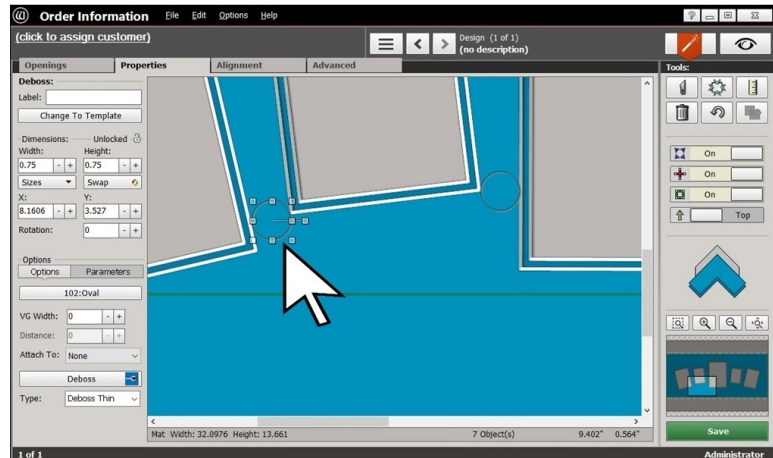 Order Information File Edit Options Help
(click to assign customer)
Design (1 of 1)
(no description)
Openings Properties Alignment Advanced
Tools:
Deboss:
Label:
Change To Template
Dimensions: Unlocked
Width: Height:
0.75 - + 0.75 - +
Sizes Swap
X: Y:
8.1606 - + 3.527 - +
Rotation: 0 - +
Options
Options Parameters
102:Oval
VG Width: 0 - +
Distance: 0 - +
Attach To: None
Deboss
Type: Deboss Thin
On
On
On
Top
Save
Mat Width: 32.0976 Height: 13.661 7 Object(s) 9.402" 0.564"
1 of 1 Administrator